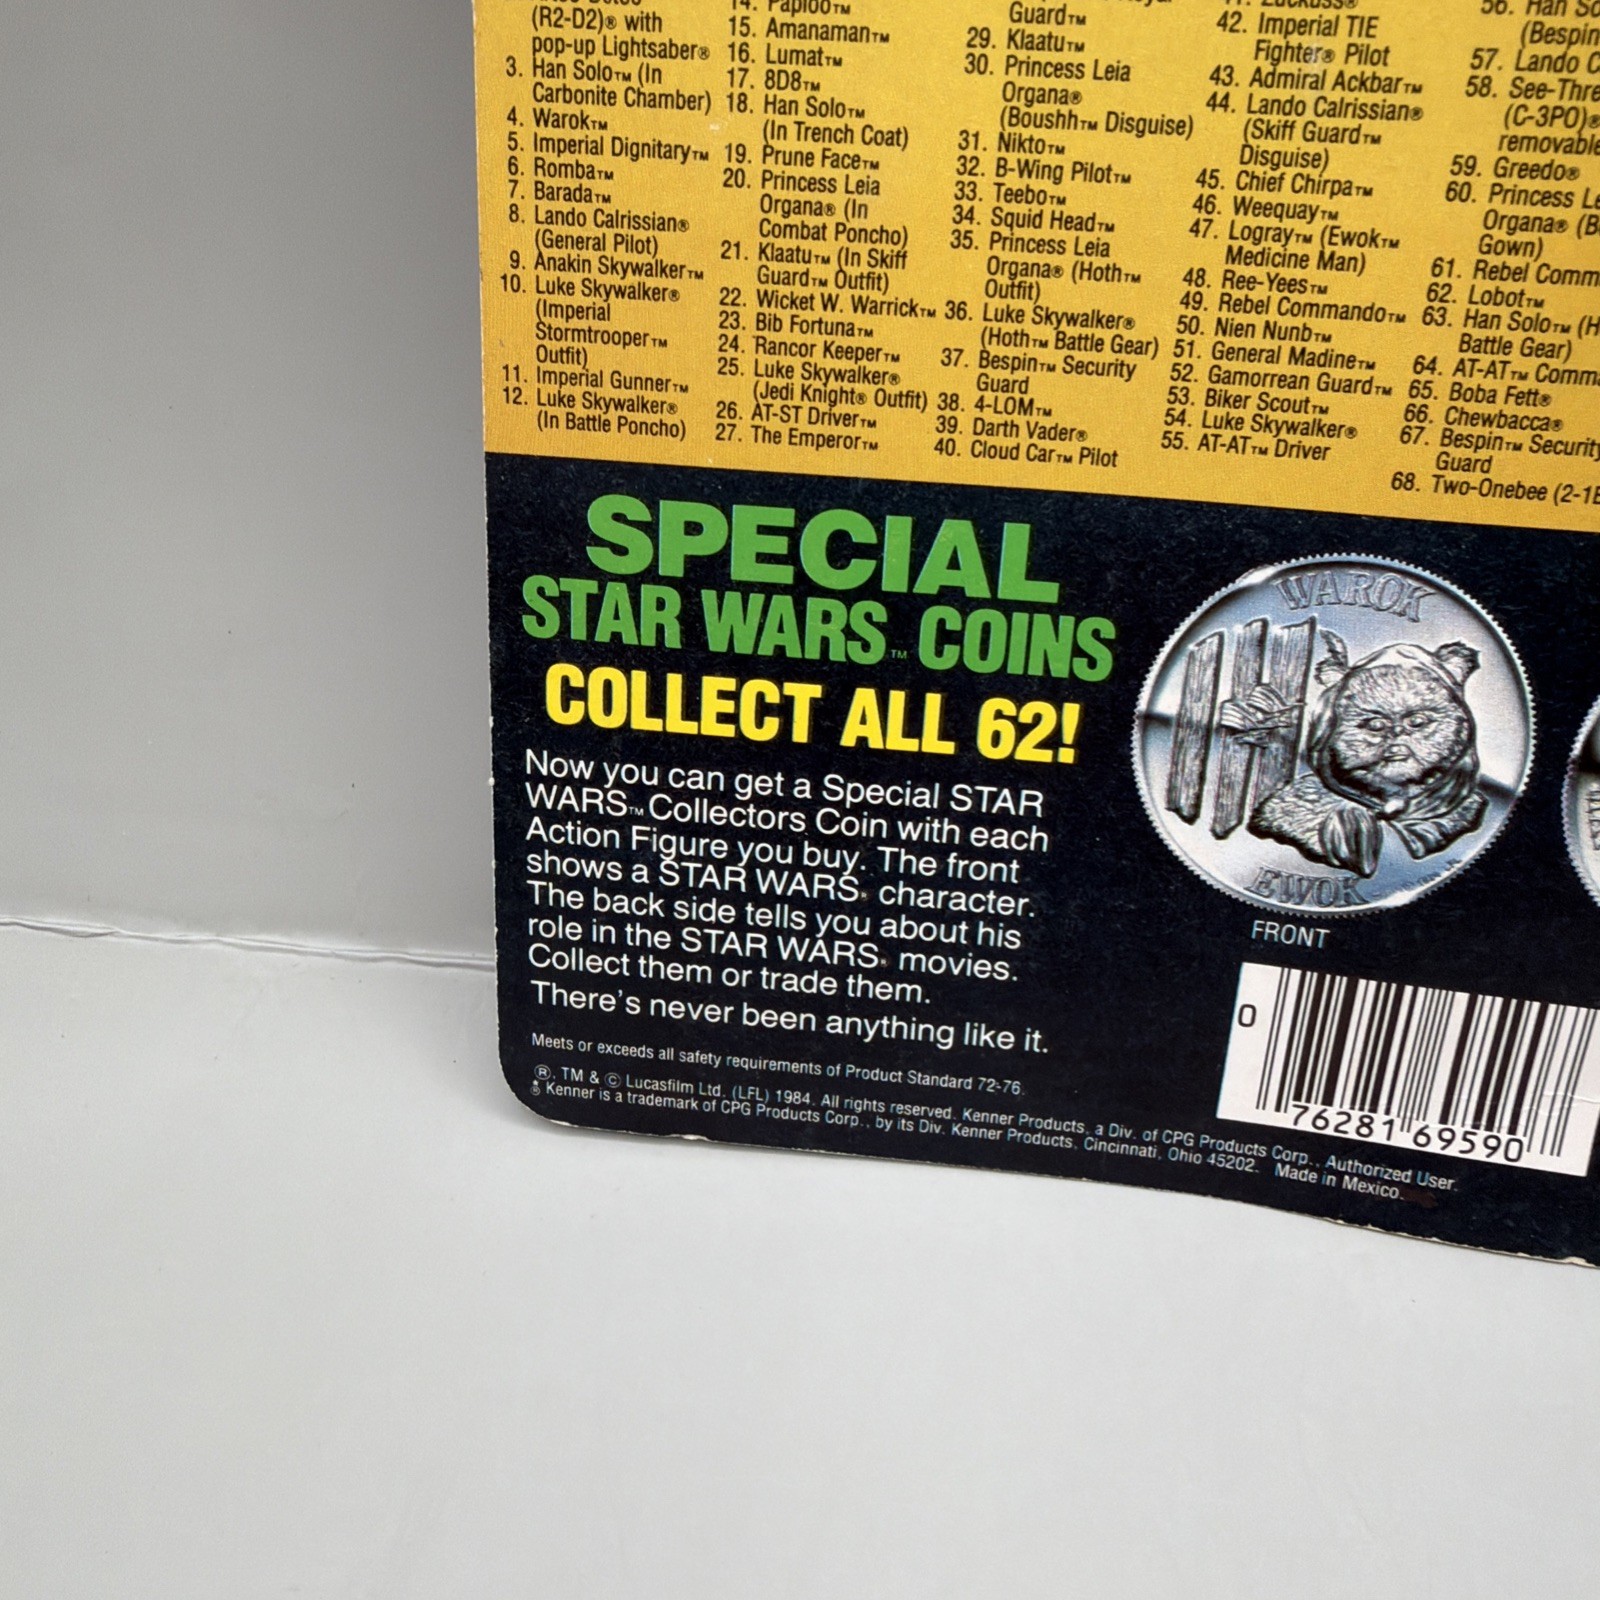 (R2-D2)® with
pop-up Lightsaber®
3. Han Solo™ (In
Carbonite Chamber)
4. Warok™
5. Imperial Dignitary™
6. Romba™
7. Barada™
8. Lando Calrissian®
(General Pilot)
9. Anakin Skywalker™
10. Luke Skywalker®
(Imperial
Stormtrooper™
Outfit)
11. Imperial Gunner™
12. Luke Skywalker®
(In Battle Poncho)
14. Paploo™
15. Amanaman™
16. Lumat™
17. 8D8™
18. Han Solo™
(In Trench Coat)
19. Prune Face™
20. Princess Leia
Organa® (In
Combat Poncho)
21. Klaatu™ (In Skiff
Guard™ Outfit)
22. Wicket W. Warrick™
23. Bib Fortuna™
24. Rancor Keeper™
25. Luke Skywalker®
(Jedi Knight® Outfit)
26. AT-ST Driver™
27. The Emperor™
Guard™
29. Klaatu™
30. Princess Leia
Organa®
(Boushh™ Disguise)
31. Nikto™
32. B-Wing Pilot™
33. Teebo™
34. Squid Head™
35. Princess Leia
Organa® (Hoth™
Outfit)
36. Luke Skywalker®
(Hoth™ Battle Gear)
37. Bespin™ Security
Guard
38. 4-LOM™
39. Darth Vader®
40. Cloud Car™ Pilot
41. Zuckuss®
42. Imperial TIE
Fighter® Pilot
43. Admiral Ackbar™
44. Lando Calrissian®
(Skiff Guard™
Disguise)
45. Chief Chirpa™
46. Weequay™
47. Logray™ (Ewok™
Medicine Man)
48. Ree-Yees™
49. Rebel Commando™
50. Nien Nunb™
51. General Madine™
52. Gamorrean Guard™
53. Biker Scout™
54. Luke Skywalker®
55. AT-AT™ Driver
56. Han So
(Bespin
57. Lando C
58. See-Thre
(C-3PO)®
removable
59. Greedo®
60. Princess Le
Organa® (B
Gown)
61. Rebel Comm
62. Lobot™
63. Han Solo™ (H
Battle Gear)
64. AT-AT™ Comm
65. Boba Fett®
66. Chewbacca®
67. Bespin™ Security
Guard
68. Two-Onebee (2-1B
SPECIAL
STAR WARS™ COINS
COLLECT ALL 62!
Now you can get a Special STAR
WARS™ Collectors Coin with each
Action Figure you buy. The front
shows a STAR WARS® character.
The back side tells you about his
role in the STAR WARS® movies.
Collect them or trade them.
There's never been anything like it.
Meets or exceeds all safety requirements of Product Standard 72-76.
®, TM & © Lucasfilm Ltd. (LFL) 1984. All rights reserved. Kenner Products, a Div. of CPG Products Corp., Authorized User.
® Kenner is a trademark of CPG Products Corp., by its Div. Kenner Products, Cincinnati, Ohio 45202. Made in Mexico.
WAROK
EWOK
FRONT
0 76281 69590